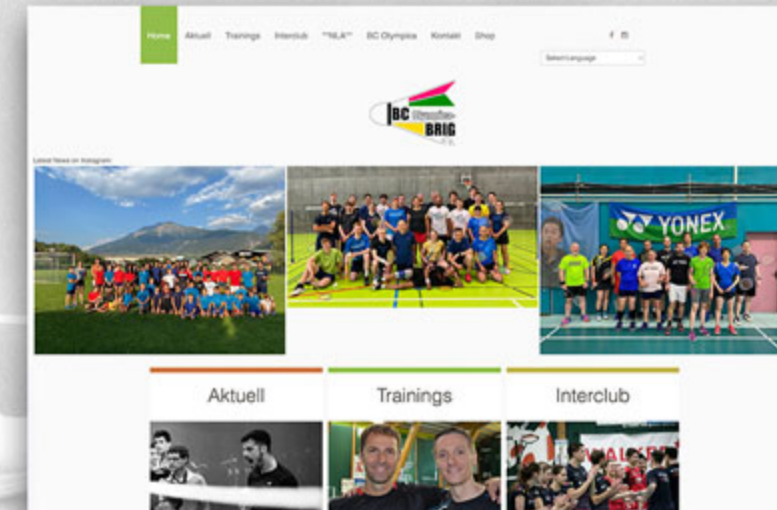 Home Aktuell Trainings Interclub **NLA** BC Olympica Kontakt Shop
Select Language
BC Olympica-
BRIG
Latest News on Instagram:
YONEX
Aktuell Trainings Interclub